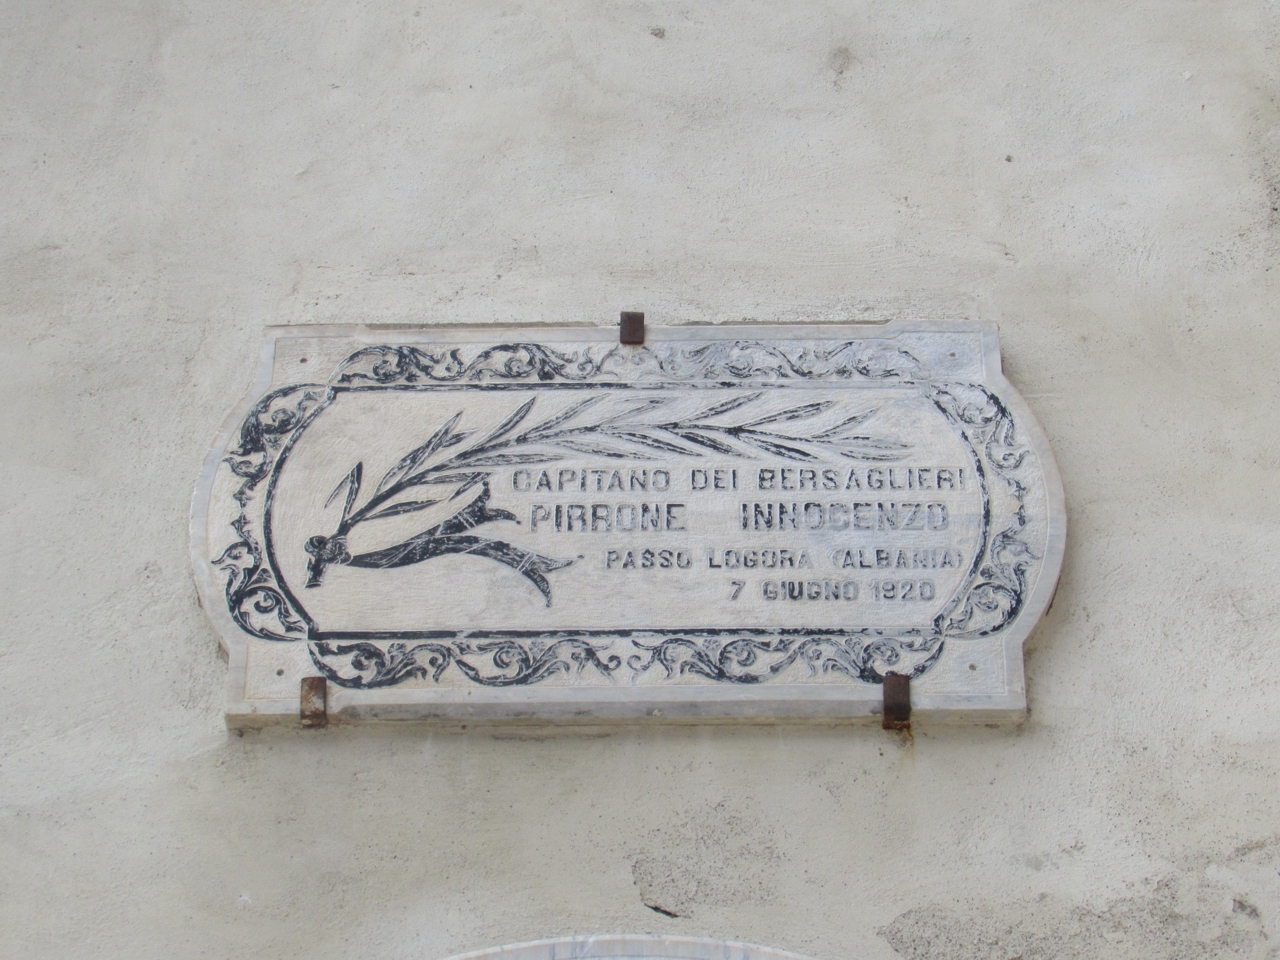 CAPITANO DEI BERSAGLIERI
PIRRONE INNOCENZO
PASSO LOGORA (ALBANIA)
7 GIUGNO 1920